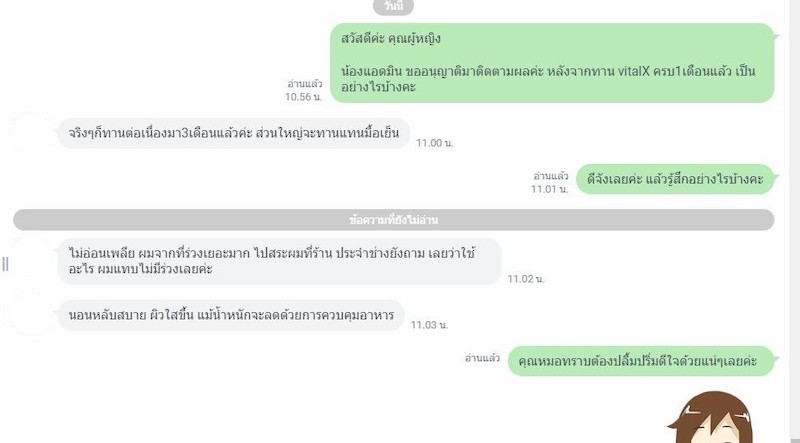 วันนี้
สวัสดีค่ะ คุณผู้หญิง
น้องแอดมิน ขออนุญาติมาติดตามผลค่ะ หลังจากทาน vitalX ครบ1เดือนแล้ว เป็น
อย่างไรบ้างคะ
อ่านแล้ว
10.56 น.
จริงๆก็ทานต่อเนื่องมา3เดือนแล้วค่ะ ส่วนใหญ่จะทานแทนมื้อเย็น
11.00 น.
อ่านแล้ว
11.01 น.
ดีจังเลยค่ะ แล้วรู้สึกอย่างไรบ้างคะ
ข้อความที่ยังไม่อ่าน
ไม่อ่อนเพลีย ผมจากที่ร่วงเยอะมาก ไปสระผมที่ร้าน ประจำช่างยังถาม เลยว่าใช้
อะไร ผมแทบไม่มีร่วงเลยค่ะ
11.02 น.
นอนหลับสบาย ผิวใสขึ้น แม้น้ำหนักจะลดด้วยการควบคุมอาหาร
11.03 น.
อ่านแล้ว
คุณหมอทราบต้องปลื้มปริ่มดีใจด้วยแน่ๆเลยค่ะ